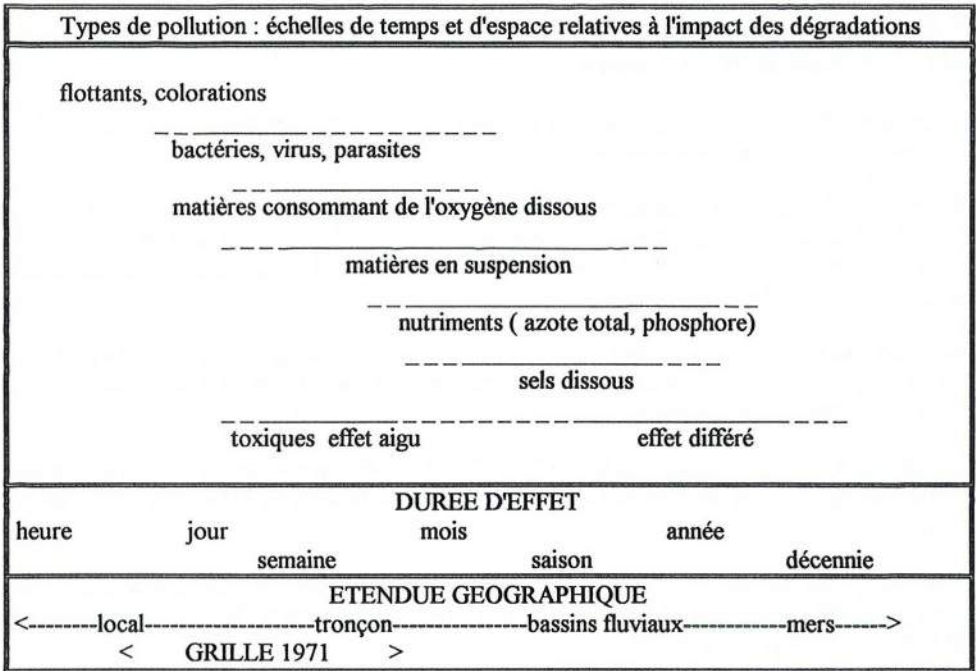 Types de pollution : échelles de temps et d'espace relatives à l'impact des dégradations
flottants, colorations
bactéries, virus, parasites
matières consommant de l'oxygène dissous
matières en suspension
nutriments ( azote total, phosphore)
sels dissous
toxiques effet aigu effet différé
DUREE D'EFFET
heure jour mois année
semaine saison décennie
ETENDUE GEOGRAPHIQUE
<--------local---------------------tronçon----------------bassins fluviaux------------mers------>
< GRILLE 1971 >